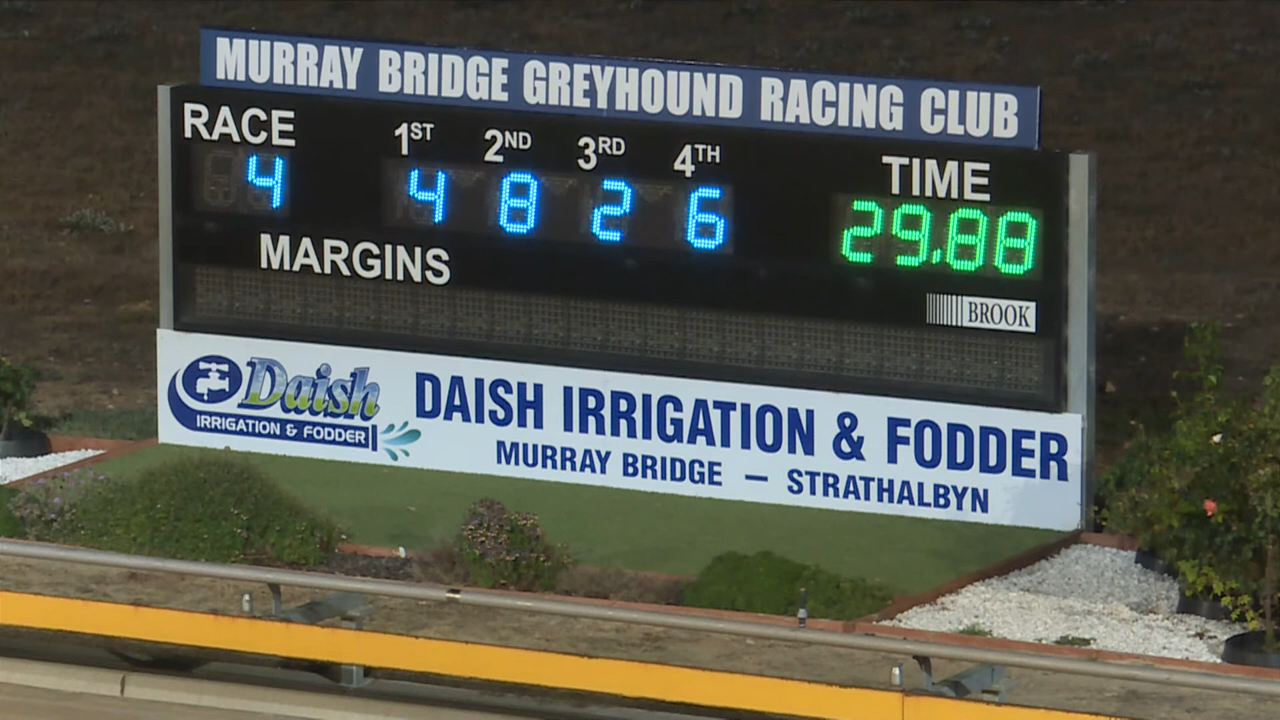 MURRAY BRIDGE GREYHOUND RACING CLUB
RACE 1ST 2ND 3RD 4TH TIME
4 4 8 2 6 29.88
MARGINS
BROOK
Daish
IRRIGATION & FODDER
DAISH IRRIGATION & FODDER
MURRAY BRIDGE – STRATHALBYN